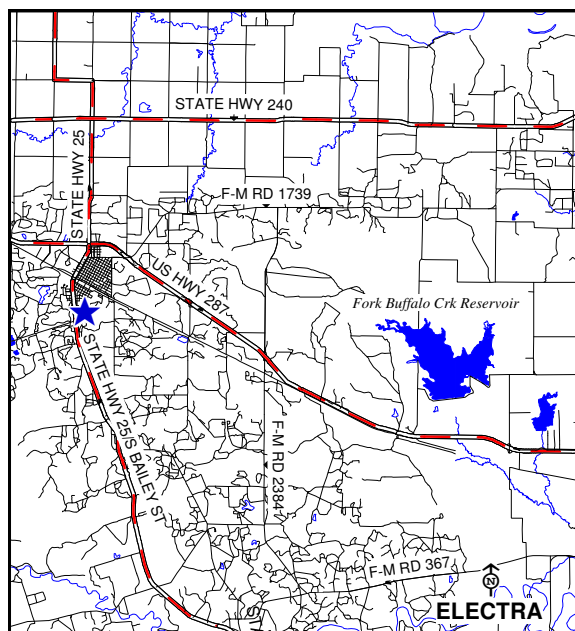 STATE HWY 240
STATE HWY 25
F-M RD 1739
US HWY 28
Fork Buffalo Crk Reservoir
STATE HWY 25\S BAILEY ST
F-M RD 2384
F-M RD 367
N
ELECTRA